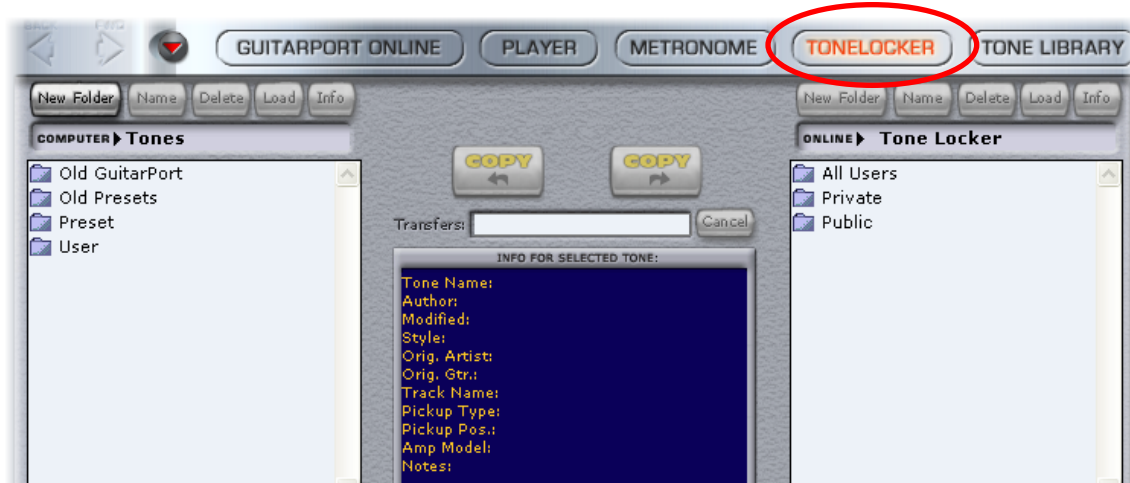 BACK FWD
GUITARPORT ONLINE PLAYER METRONOME TONELOCKER TONE LIBRARY
New Folder Name Delete Load Info
COMPUTER Tones
Old GuitarPort
Old Presets
Preset
User
COPY COPY
Transfers: Cancel
INFO FOR SELECTED TONE:
Tone Name:
Author:
Modified:
Style:
Orig. Artist:
Orig. Gtr.:
Track Name:
Pickup Type:
Pickup Pos.:
Amp Model:
Notes:
New Folder Name Delete Load Info
ONLINE Tone Locker
All Users
Private
Public